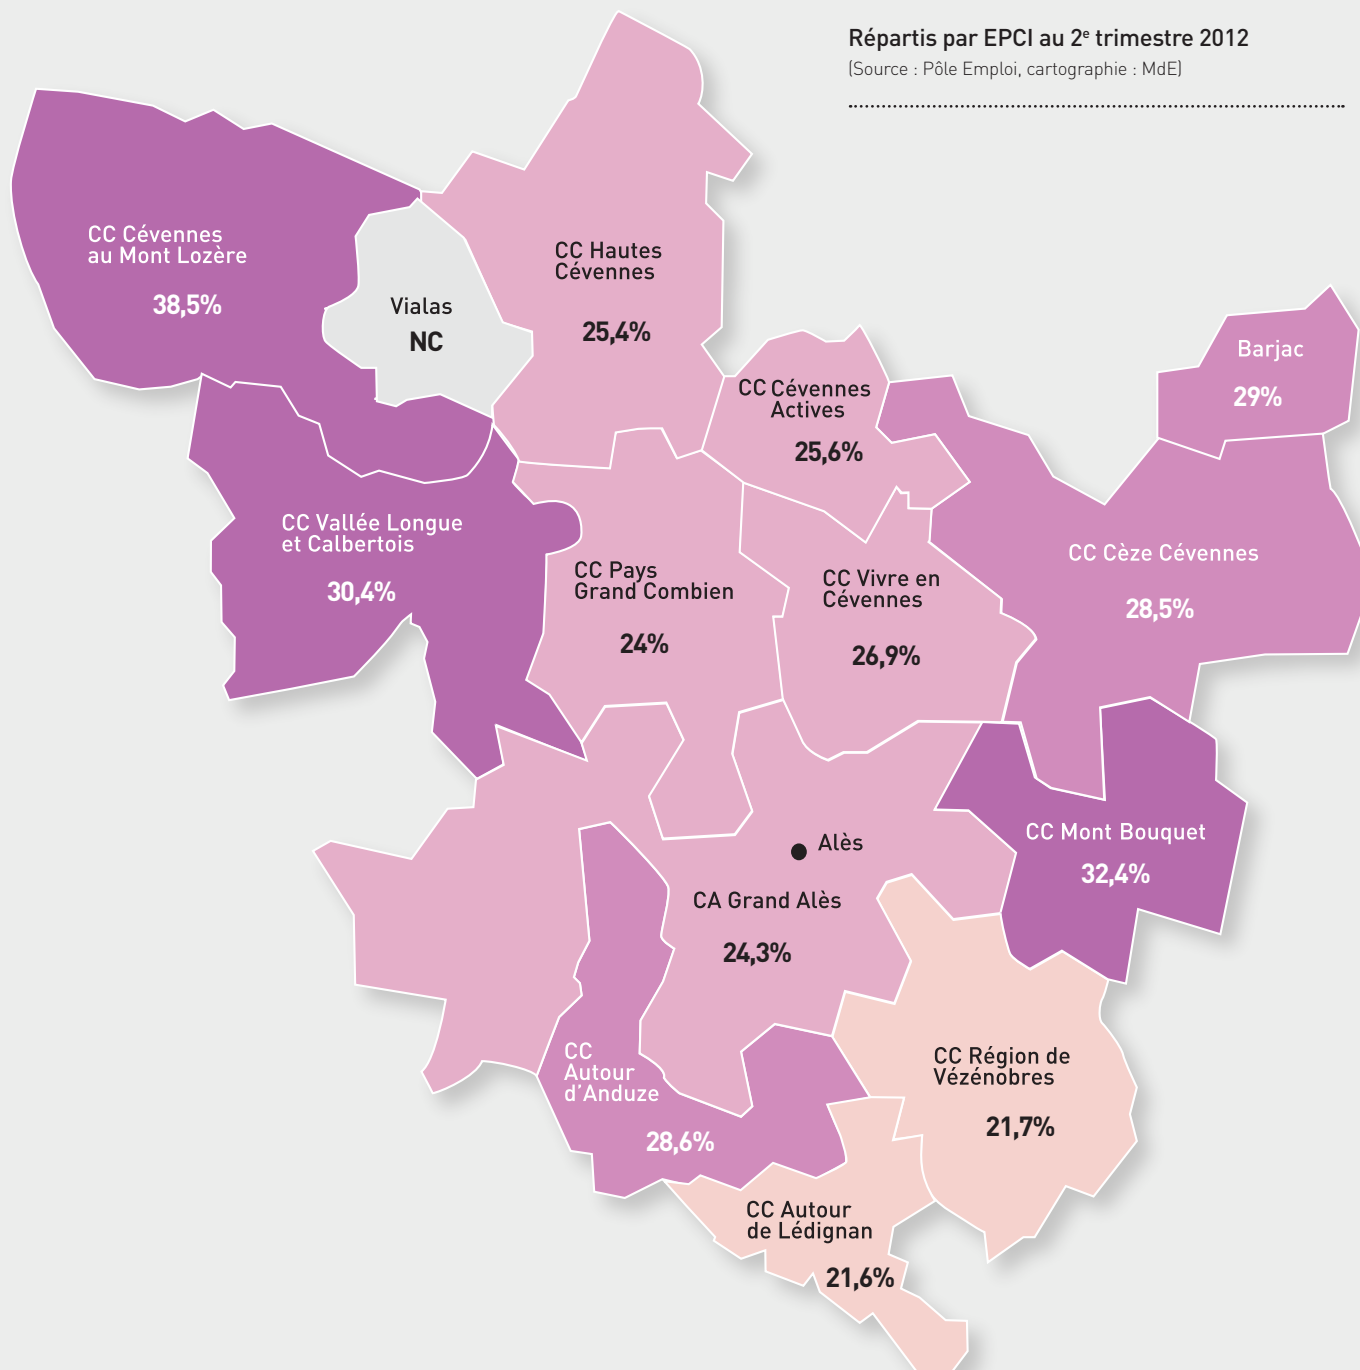 Répartis par EPCI au 2e trimestre 2012
(Source : Pôle Emploi, cartographie : MdE)
CC Cévennes
au Mont Lozère
38,5%
Vialas
NC
CC Hautes
Cévennes
25,4%
CC Cévennes
Actives
25,6%
Barjac
29%
CC Vallée Longue
et Calbertois
30,4%
CC Pays
Grand Combien
24%
CC Vivre en
Cévennes
26,9%
CC Cèze Cévennes
28,5%
CC Mont Bouquet
32,4%
Alès
CA Grand Alès
24,3%
CC
Autour
d'Anduze
28,6%
CC Région de
Vézénobres
21,7%
CC Autour
de Lédignan
21,6%